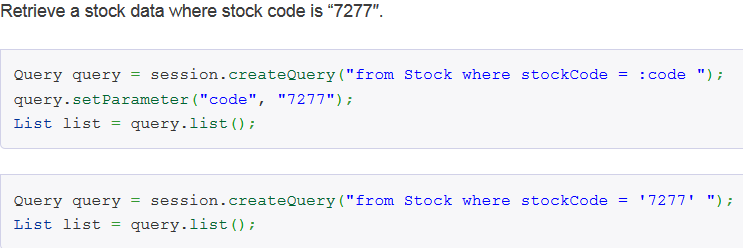 Retrieve a stock data where stock code is “7277″.
Query query = session.createQuery("from Stock where stockCode = :code ");
query.setParameter("code", "7277");
List list = query.list();
Query query = session.createQuery("from Stock where stockCode = '7277' ");
List list = query.list();